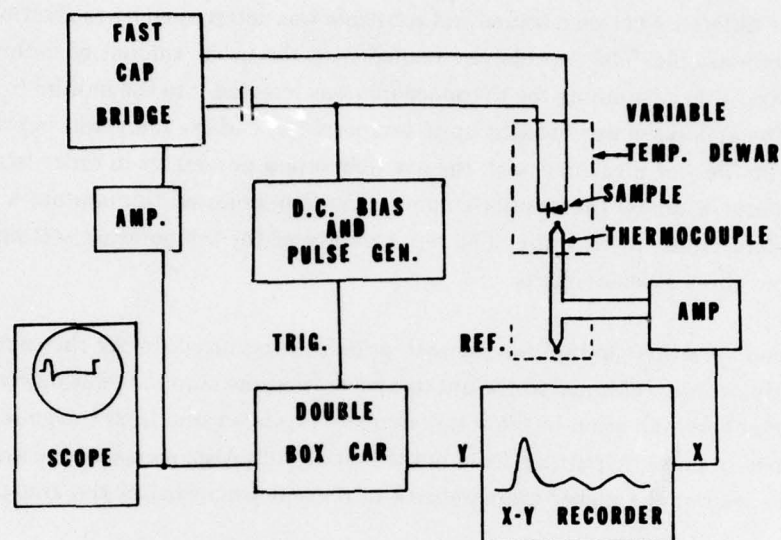 FAST
CAP
BRIDGE
VARIABLE
TEMP. DEWAR
SAMPLE
THERMOCOUPLE
AMP.
D.C. BIAS
AND
PULSE GEN.
AMP
TRIG.
REF.
SCOPE
DOUBLE
BOX CAR
Y
X
X-Y RECORDER